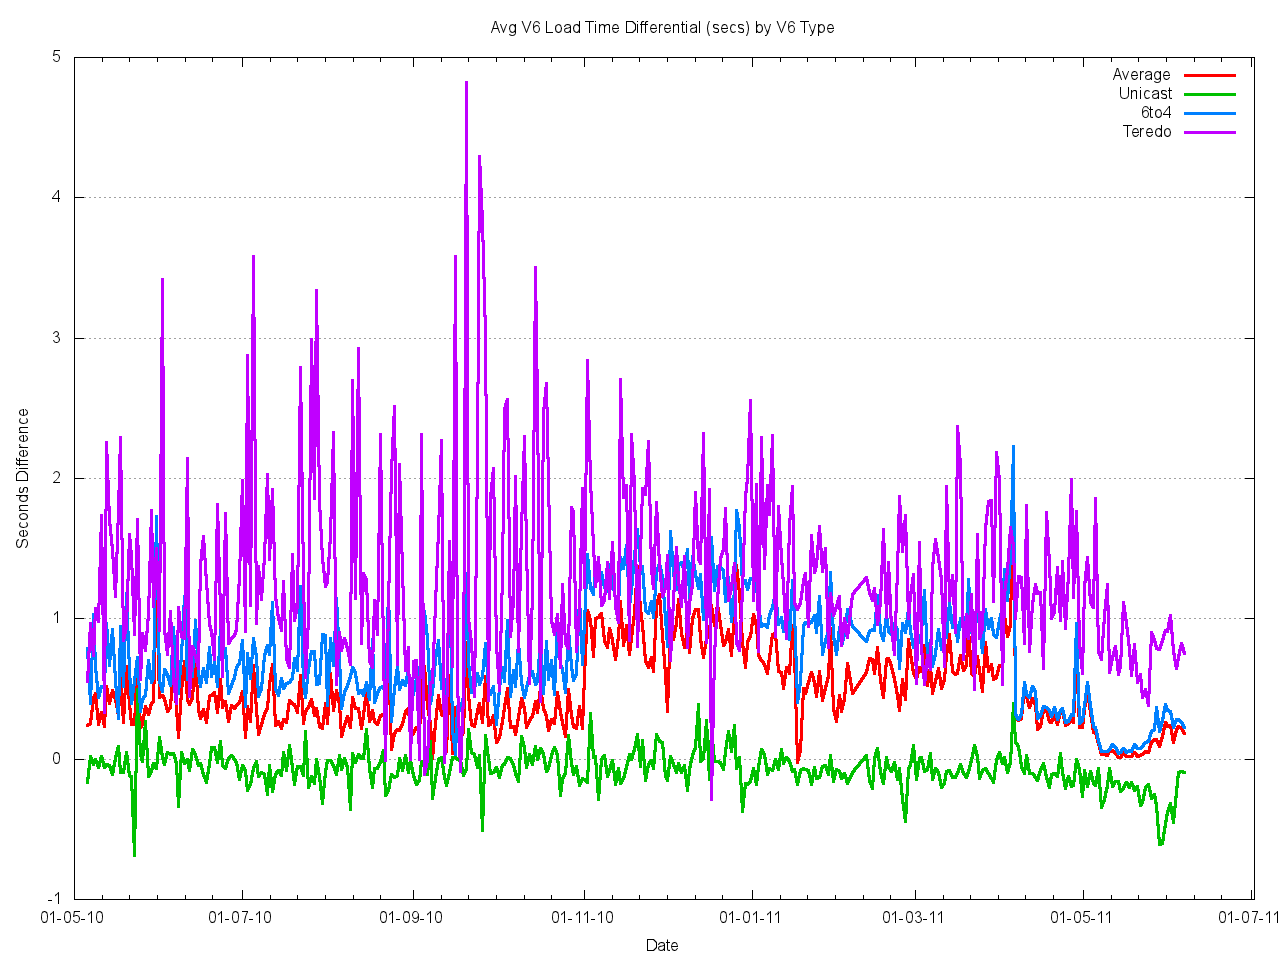 Avg V6 Load Time Differential (secs) by V6 Type
Average
Unicast
6to4
Teredo
5
4
3
2
1
0
-1
Seconds Difference
01-05-10 01-07-10 01-09-10 01-11-10 01-01-11 01-03-11 01-05-11 01-07-11
Date